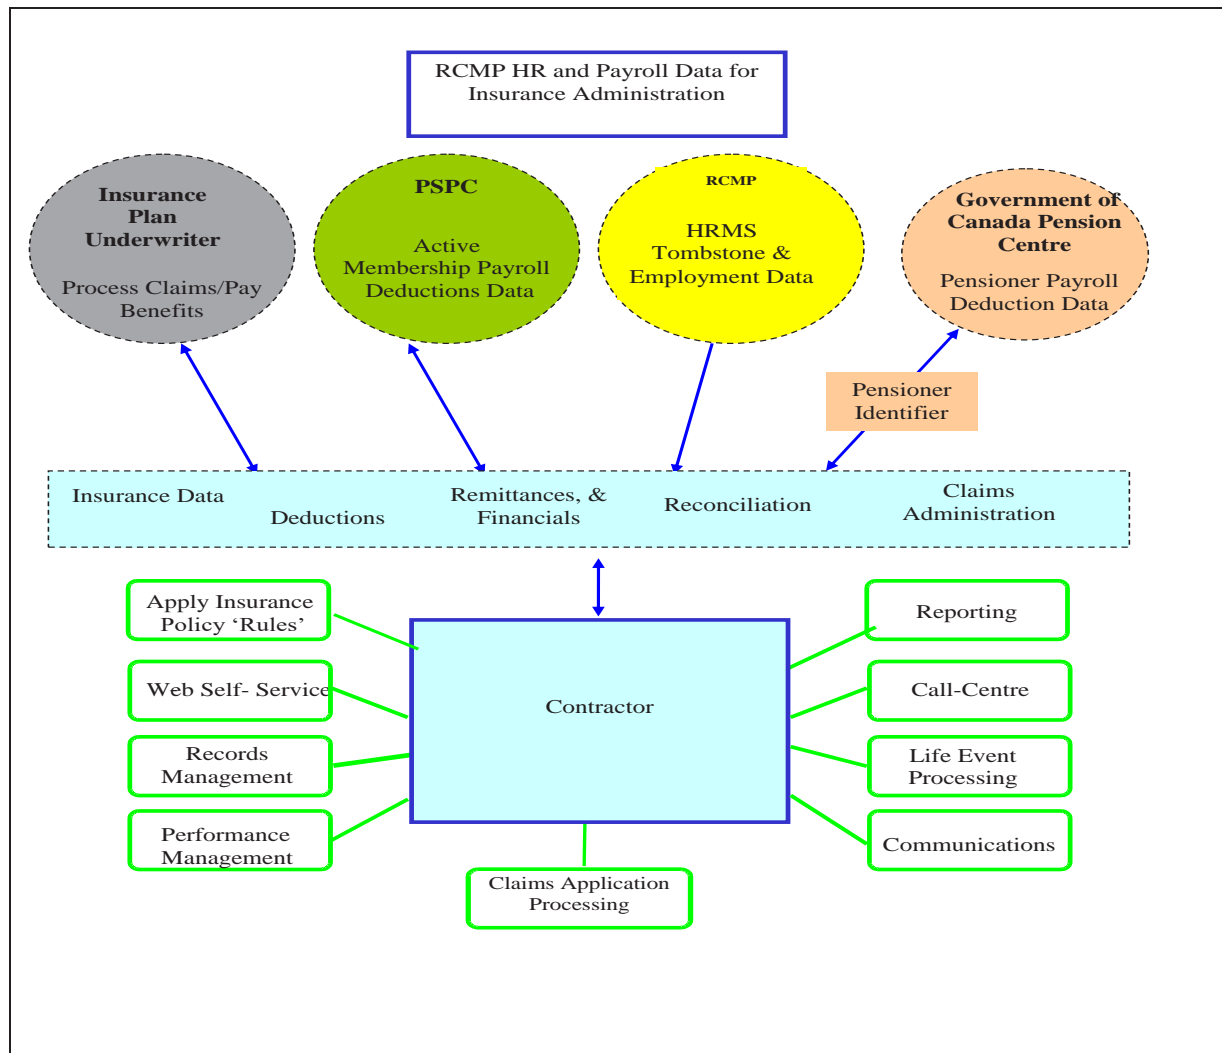 RCMP HR and Payroll Data for
Insurance Administration
Insurance
Plan
Underwriter
Process Claims/Pay
Benefits
PSPC
Active
Membership Payroll
Deductions Data
RCMP
HRMS
Tombstone &
Employment Data
Government of
Canada Pension
Centre
Pensioner Payroll
Deduction Data
Pensioner
Identifier
Insurance Data
Deductions
Remittances, &
Financials
Reconciliation
Claims
Administration
Apply Insurance
Policy ‘Rules’
Web Self- Service
Records
Management
Performance
Management
Contractor
Reporting
Call-Centre
Life Event
Processing
Communications
Claims Application
Processing